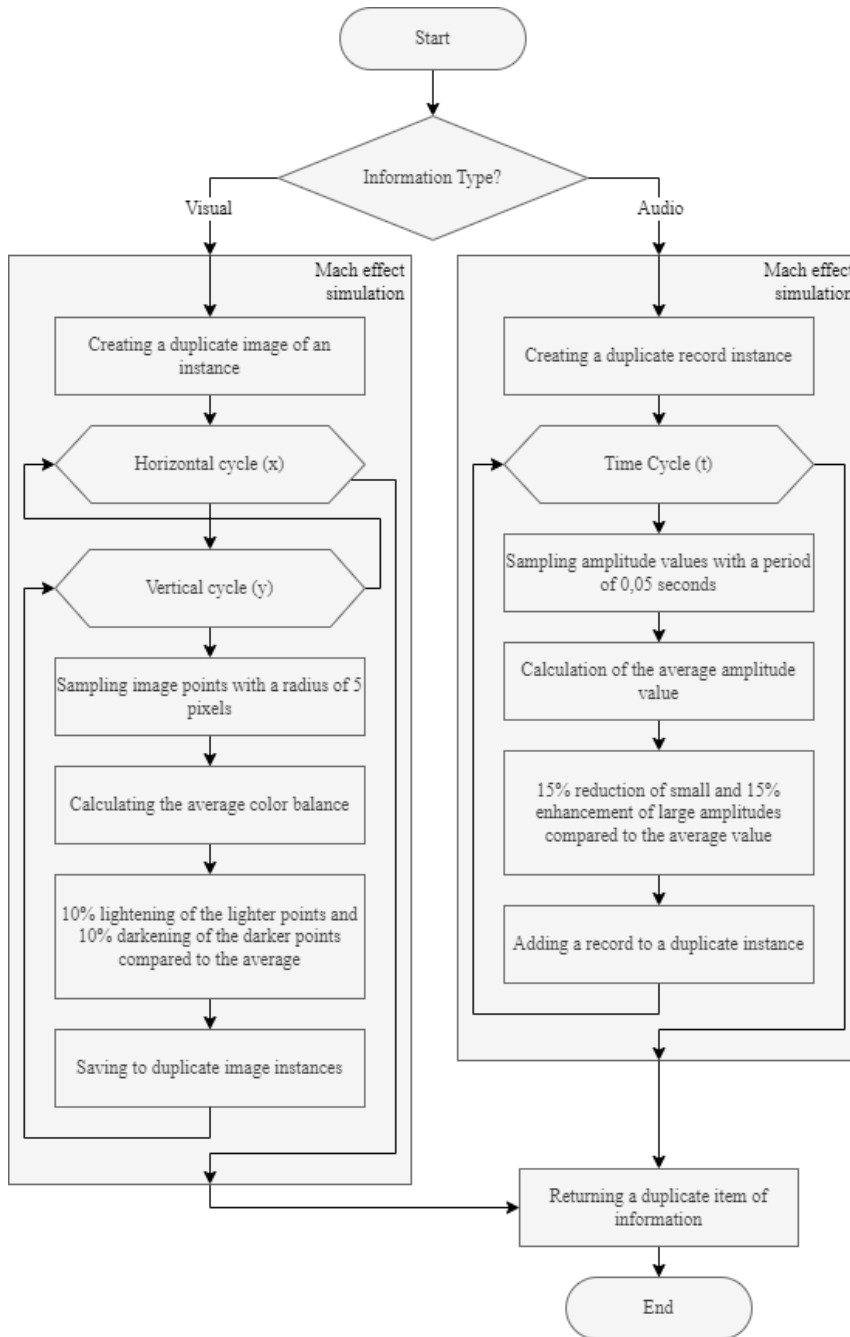 Start
Information Type?
Visual
Audio
Mach effect
simulation
Creating a duplicate image of an
instance
Horizontal cycle (x)
Vertical cycle (y)
Sampling image points with a radius of 5
pixels
Calculating the average color balance
10% lightening of the lighter points and
10% darkening of the darker points
compared to the average
Saving to duplicate image instances
Mach effect
simulation
Creating a duplicate record instance
Time Cycle (t)
Sampling amplitude values with a period
of 0,05 seconds
Calculation of the average amplitude
value
15% reduction of small and 15%
enhancement of large amplitudes
compared to the average value
Adding a record to a duplicate instance
Returning a duplicate item of
information
End